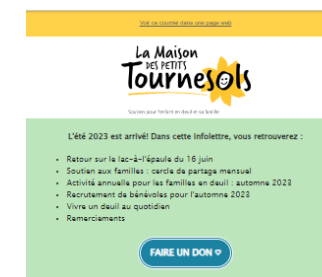 Voir ce courriel dans une page web
La Maison
DES PETITS
Tournesols
Soutien pour l'enfant en deuil et sa famille
L'été 2023 est arrivé! Dans cette infolettre, vous retrouverez :
• Retour sur le lac-à-l'épaule du 16 juin
• Soutien aux familles : cercle de partage mensuel
• Activité annuelle pour les familles en deuil : automne 2023
• Recrutement de bénévoles pour l'automne 2023
• Vivre un deuil au quotidien
• Remerciements
FAIRE UN DON ♡